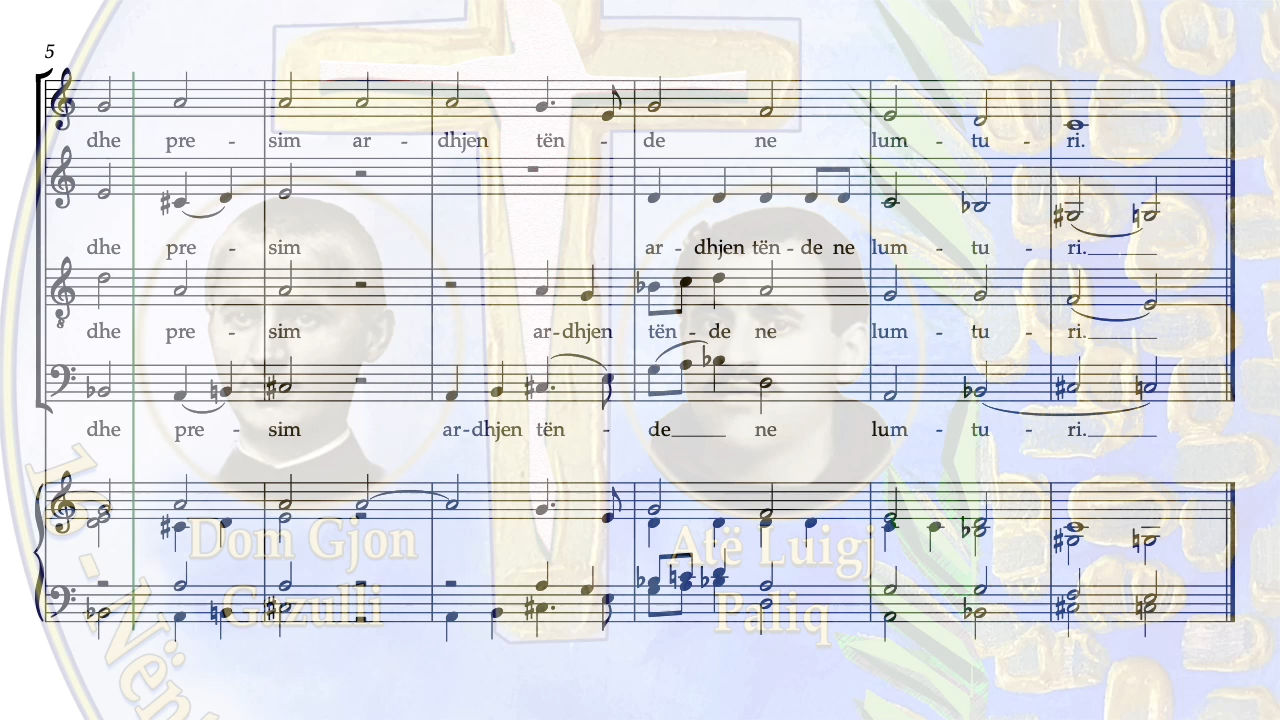 5
dhe pre - sim ar - dhjen tën - de ne lum - tu - ri.
dhe pre - sim ar - dhjen tën - de ne lum - tu - ri.
dhe pre - sim ar - dhjen tën - de ne lum - tu - ri.
dhe pre - sim ar - dhjen tën - de ne lum - tu - ri.
Dom Gjon
Gazulli
Atë Luigj
Paliq
16 - Nënt